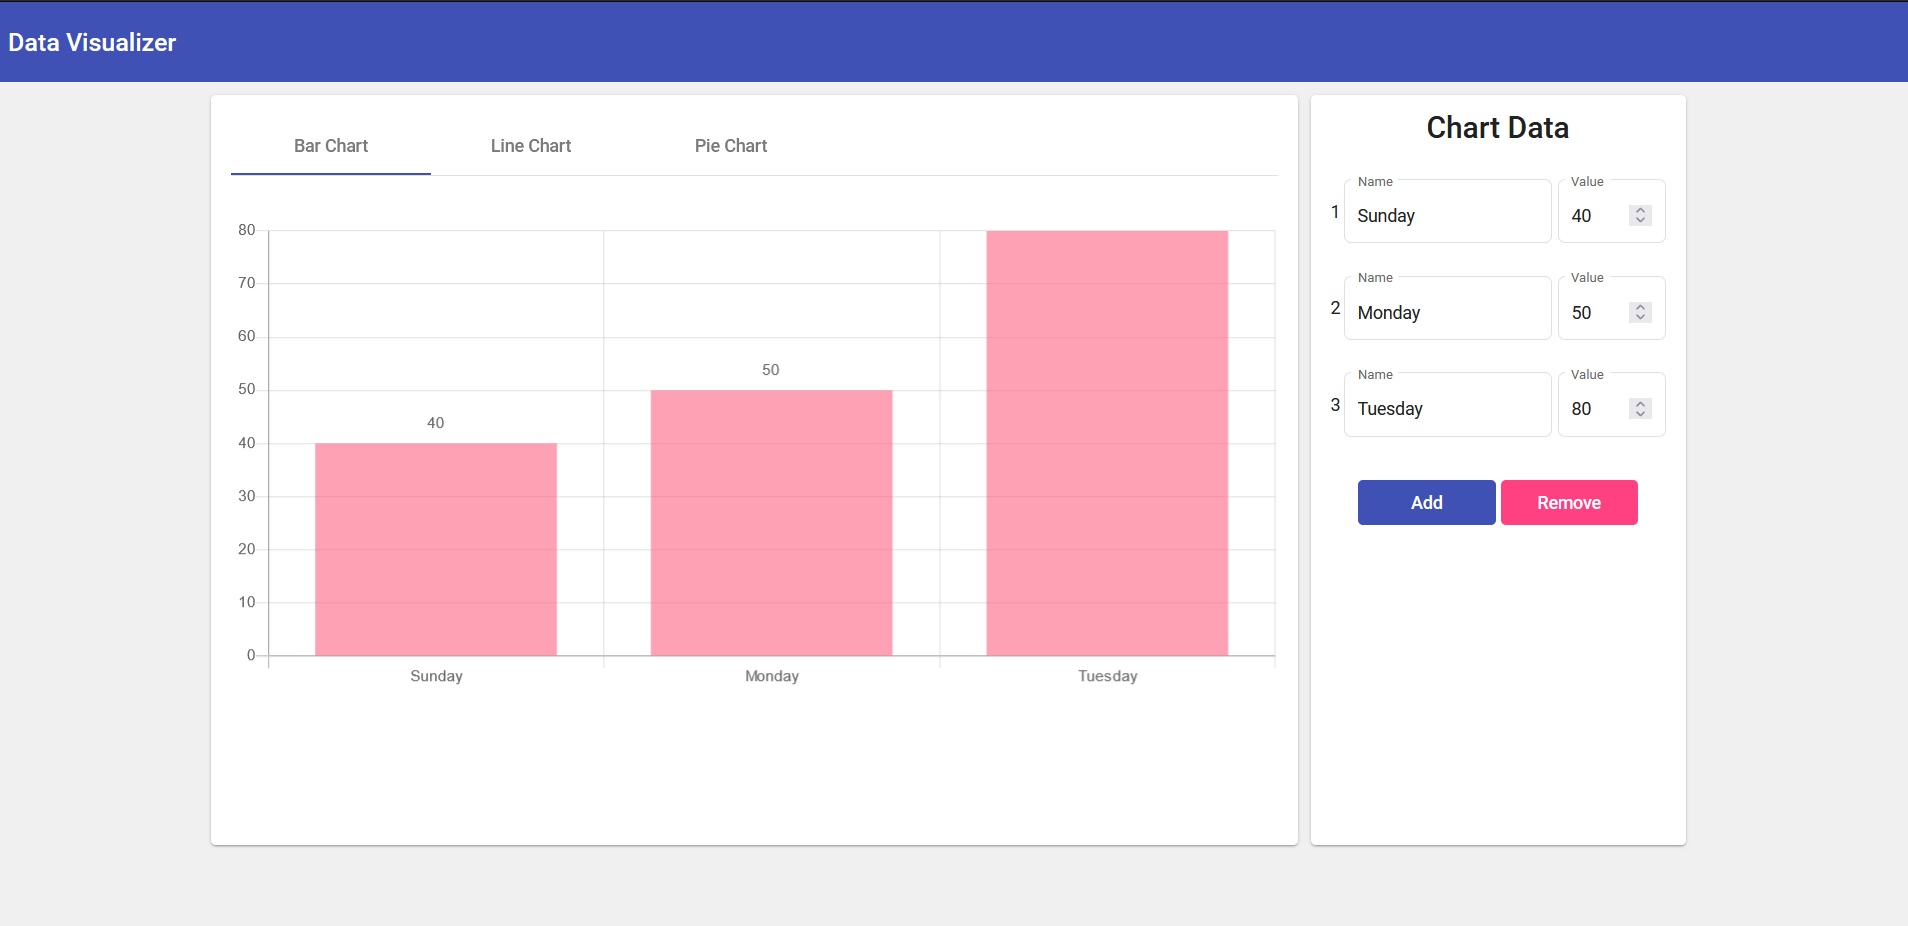 Data Visualizer
Bar Chart Line Chart Pie Chart
80
70
60
50
40
30
20
10
0
40
50
Sunday Monday Tuesday
Chart Data
Name Value
1 Sunday 40
Name Value
2 Monday 50
Name Value
3 Tuesday 80
Add Remove